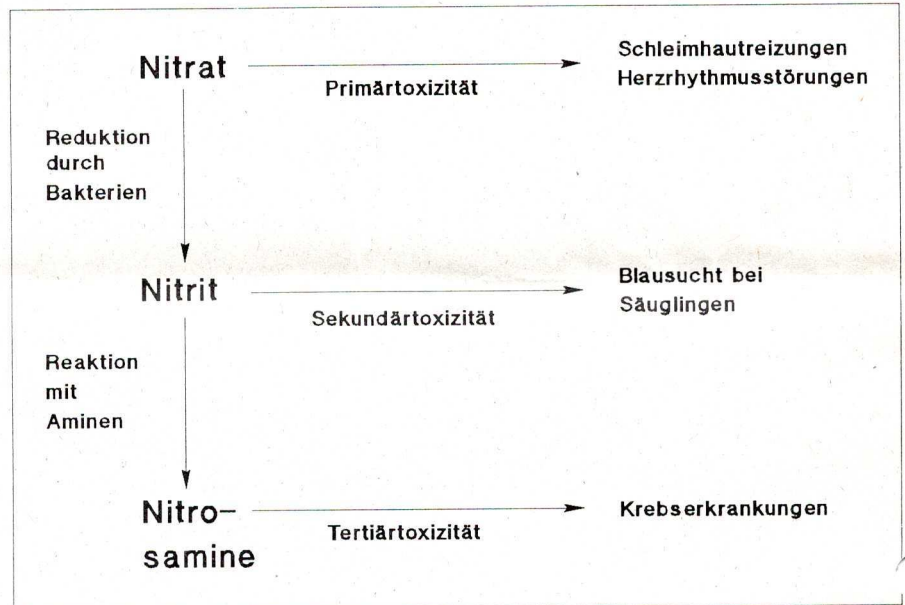 Nitrat
Primärtoxizität
Schleimhautreizungen
Herzrhythmusstörungen
Reduktion
durch
Bakterien
Nitrit
Sekundärtoxizität
Blausucht bei
Säuglingen
Reaktion
mit
Aminen
Nitro-
samine
Tertiärtoxizität
Krebserkrankungen